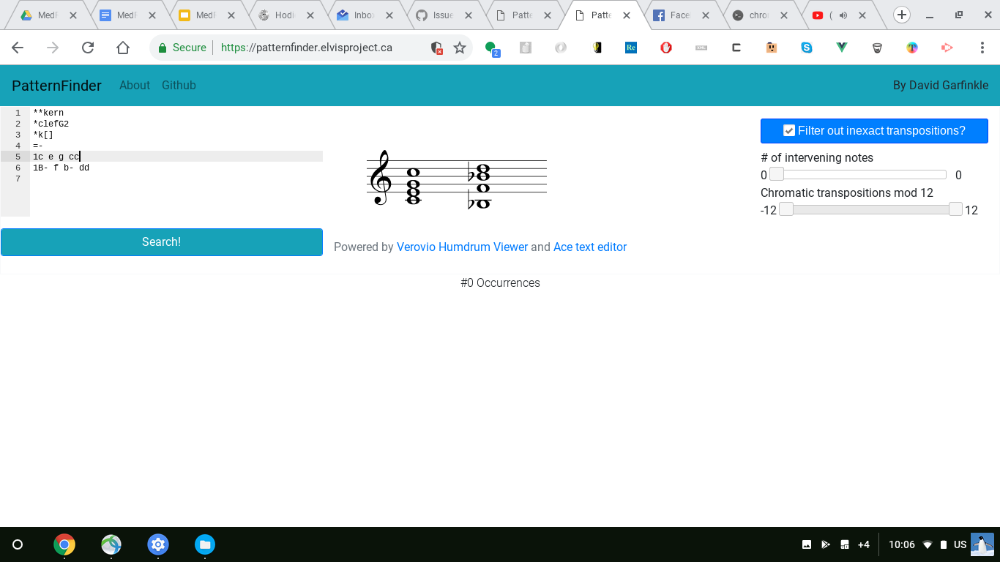 MedF MedF MedF Hodi Inbo Issue Patte Patte Face chro (
Secure https://patternfinder.elvisproject.ca 2 Re XML C T
PatternFinder About Github By David Garfinkle
1 **kern
2 *clefG2
3 *k[]
4 =-
5 1c e g cc
6 1B- f b- dd
7
Filter out inexact transpositions?
# of intervening notes
0 0
Chromatic transpositions mod 12
-12 12
Search!
Powered by Verovio Humdrum Viewer and Ace text editor
#0 Occurrences
+4 10:06 US